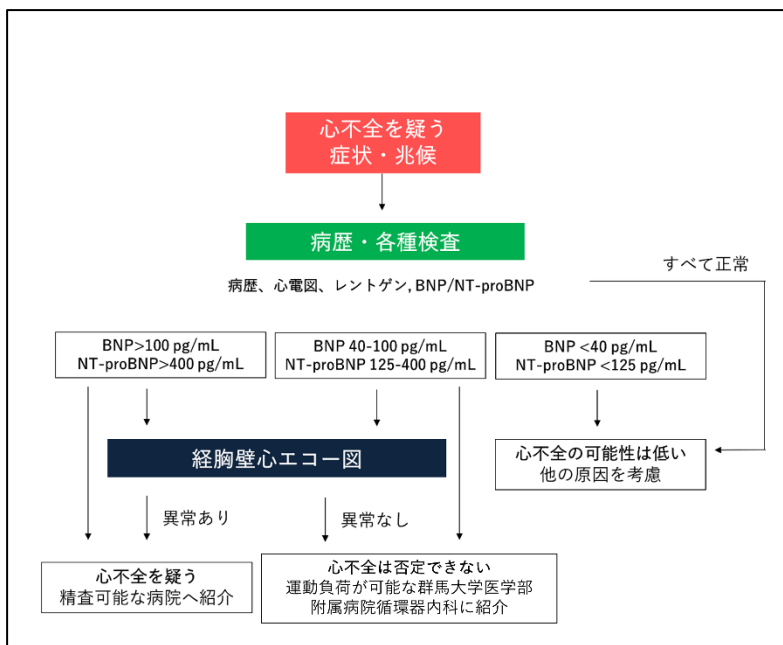 心不全を疑う
症状・兆候
病歴・各種検査
すべて正常
病歴、心電図、レントゲン, BNP/NT-proBNP
BNP>100 pg/mL
NT-proBNP>400 pg/mL
BNP 40-100 pg/mL
NT-proBNP 125-400 pg/mL
BNP <40 pg/mL
NT-proBNP <125 pg/mL
経胸壁心エコー図
心不全の可能性は低い
他の原因を考慮
異常あり
異常なし
心不全を疑う
精査可能な病院へ紹介
心不全は否定できない
運動負荷が可能な群馬大学医学部
附属病院循環器内科に紹介